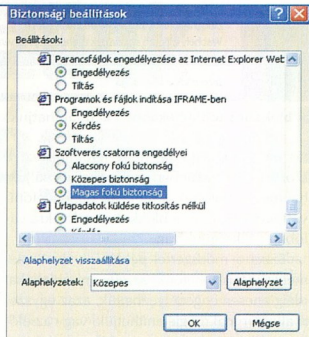 Biztonsági beállítások
Beállítások:
Parancsfájlok engedélyezése az Internet Explorer Web
Engedélyezés
Tiltás
Programok és fájlok indítása IFRAME-ben
Engedélyezés
Kérdés
Tiltás
Szoftveres csatorna engedélyei
Alacsony fokú biztonság
Közepes biztonság
Magas fokú biztonság
Űrlapadatok küldése titkosítás nélkül
Engedélyezés
Kérdés
Alaphelyzet visszaállítása
Alaphelyzetek: Közepes Alaphelyzet
OK Mégse